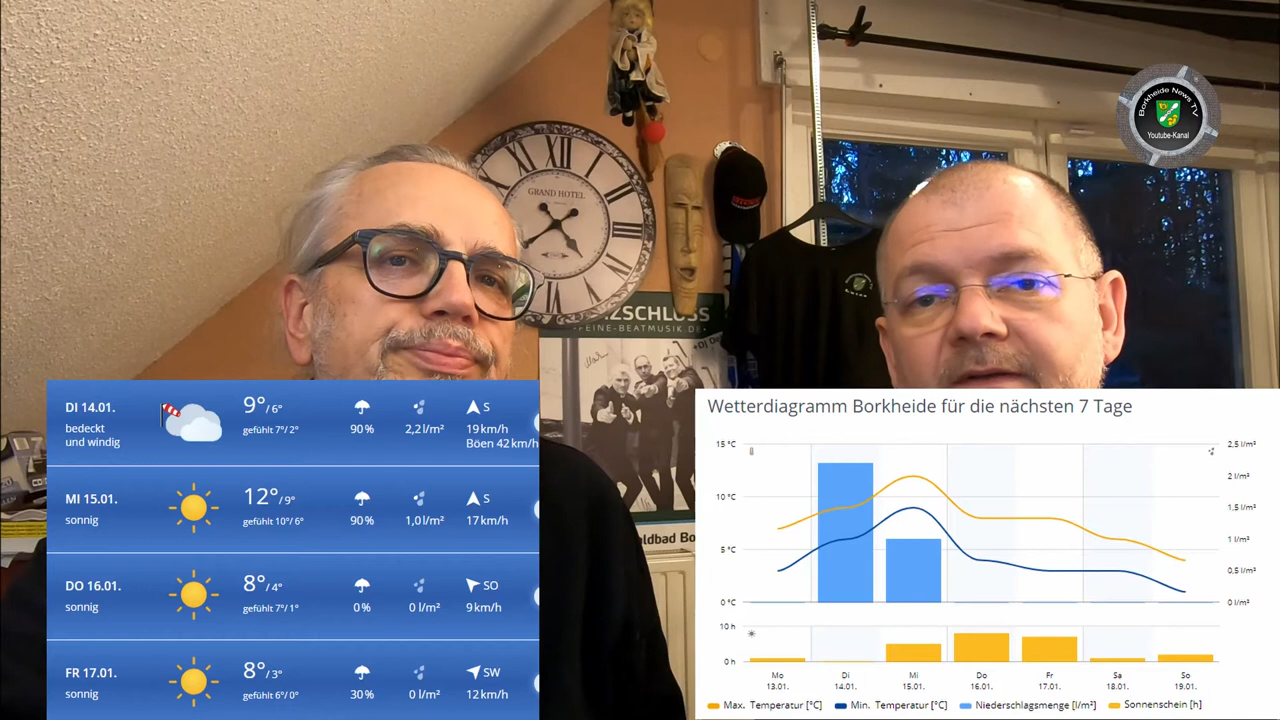 Borkheide News TV
Youtube-Kanal
XII
GRAND HOTEL
ZSCHLUSS
FEINE-BEATMUSIK.DE
ldbad Bo
DI 14.01.
bedeckt
und windig
9°/6°
gefühlt 7°/2°
90%
2,2 l/m²
S
19 km/h
Böen 42 km/h
MI 15.01.
sonnig
12°/9°
gefühlt 10°/6°
90%
1,0 l/m²
S
17 km/h
DO 16.01.
sonnig
8°/4°
gefühlt 7°/1°
0%
0 l/m²
SO
9 km/h
FR 17.01.
sonnig
8°/3°
gefühlt 6°/0°
30%
0 l/m²
SW
12 km/h
Wetterdiagramm Borkheide für die nächsten 7 Tage
15 °C
10 °C
5 °C
0 °C
2,5 l/m²
2 l/m²
1,5 l/m²
1 l/m²
0,5 l/m²
0 l/m²
10 h
0 h
Mo Di Mi Do Fr Sa So
13.01. 14.01. 15.01. 16.01. 17.01. 18.01. 19.01.
Max. Temperatur [°C] Min. Temperatur [°C] Niederschlagsmenge [l/m²] Sonnenschein [h]